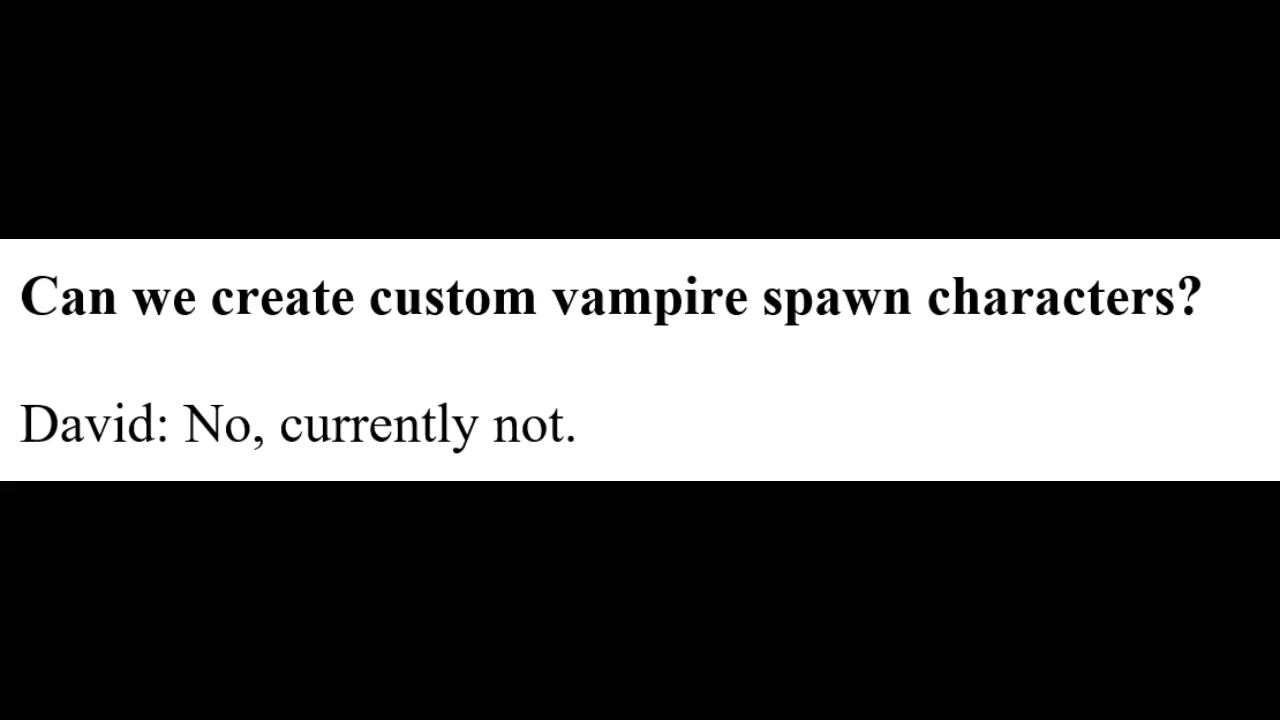 Can we create custom vampire spawn characters?
David: No, currently not.